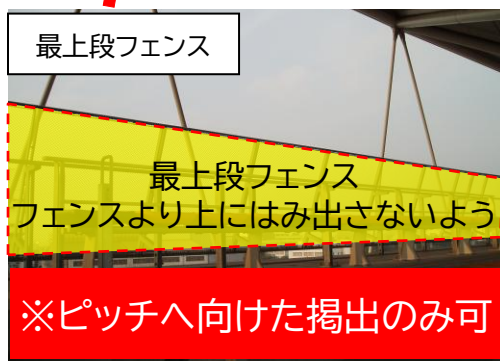 最上段フェンス
最上段フェンス
フェンスより上にはみ出さないよう
※ピッチへ向けた掲出のみ可